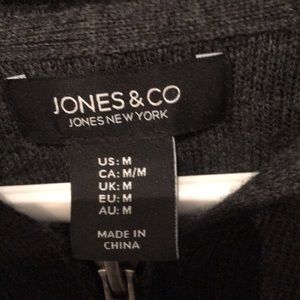 JONES & CO
JONES NEW YORK
US: M
CA: M/M
UK: M
EU: M
AU: M
MADE IN
CHINA